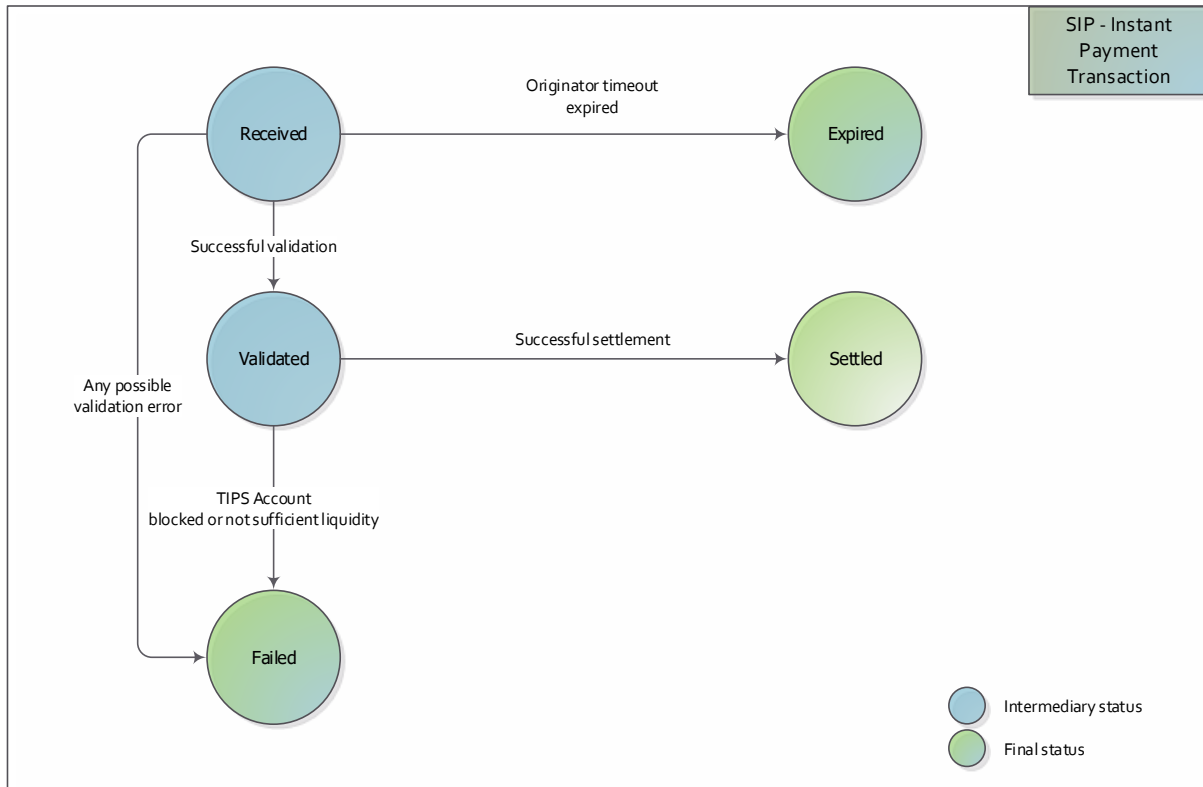 SIP - Instant
Payment
Transaction
Originator timeout
expired
Received
Expired
Successful validation
Successful settlement
Validated
Settled
Any possible
validation error
TIPS Account
blocked or not sufficient liquidity
Failed
Intermediary status
Final status